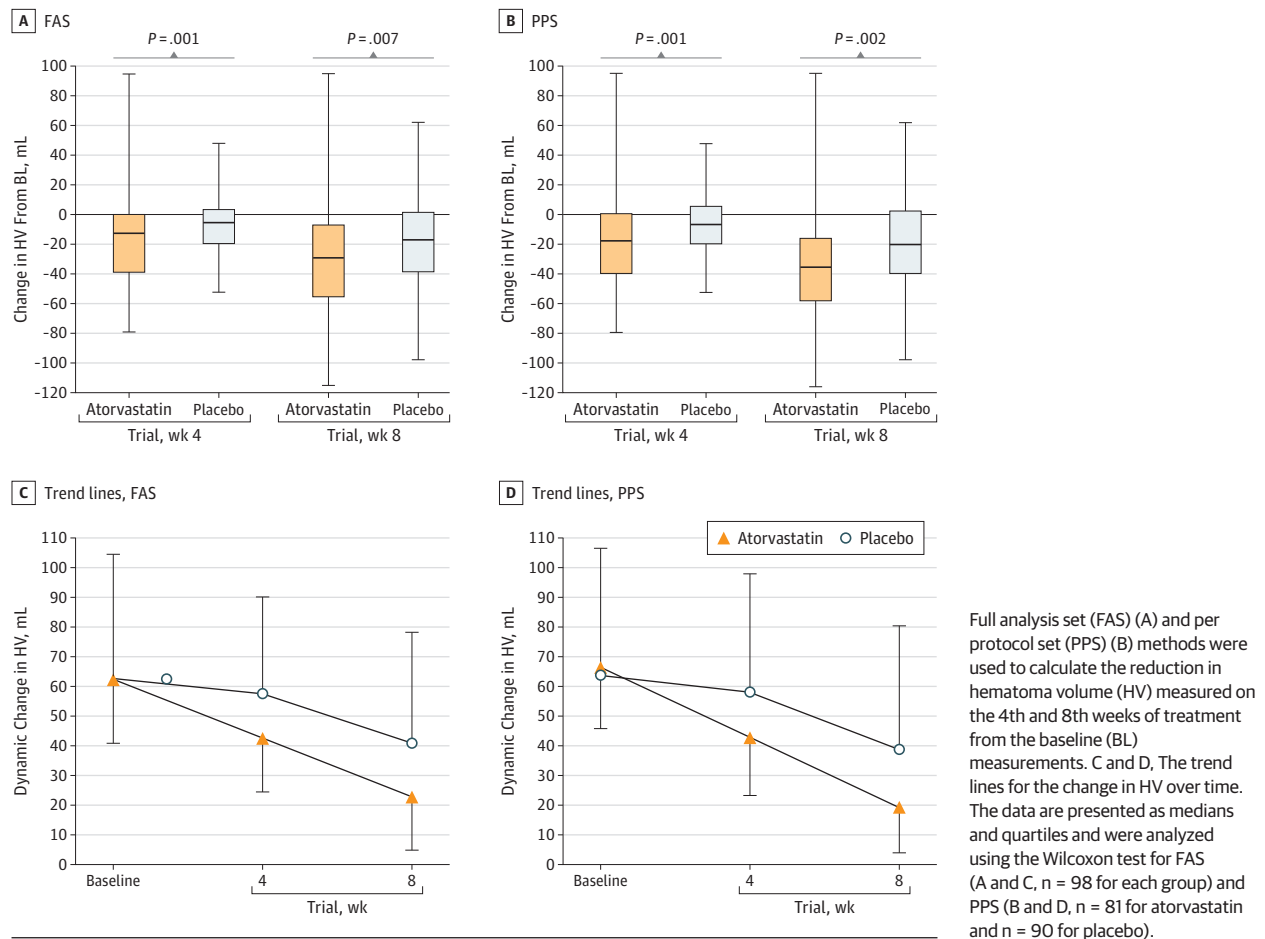 A FAS
P = .001
P = .007
100
80
60
40
20
0
-20
-40
-60
-80
-100
-120
Change in HV From BL, mL
Atorvastatin
Placebo
Atorvastatin
Placebo
Trial, wk 4
Trial, wk 8
B PPS
P = .001
P = .002
100
80
60
40
20
0
-20
-40
-60
-80
-100
-120
Change in HV From BL, mL
Atorvastatin
Placebo
Atorvastatin
Placebo
Trial, wk 4
Trial, wk 8
C Trend lines, FAS
110
100
90
80
70
60
50
40
30
20
10
0
Dynamic Change in HV, mL
Baseline
4
8
Trial, wk
D Trend lines, PPS
Atorvastatin
Placebo
110
100
90
80
70
60
50
40
30
20
10
0
Dynamic Change in HV, mL
Baseline
4
8
Trial, wk
Full analysis set (FAS) (A) and per
protocol set (PPS) (B) methods were
used to calculate the reduction in
hematoma volume (HV) measured on
the 4th and 8th weeks of treatment
from the baseline (BL)
measurements. C and D, The trend
lines for the change in HV over time.
The data are presented as medians
and quartiles and were analyzed
using the Wilcoxon test for FAS
(A and C, n = 98 for each group) and
PPS (B and D, n = 81 for atorvastatin
and n = 90 for placebo).